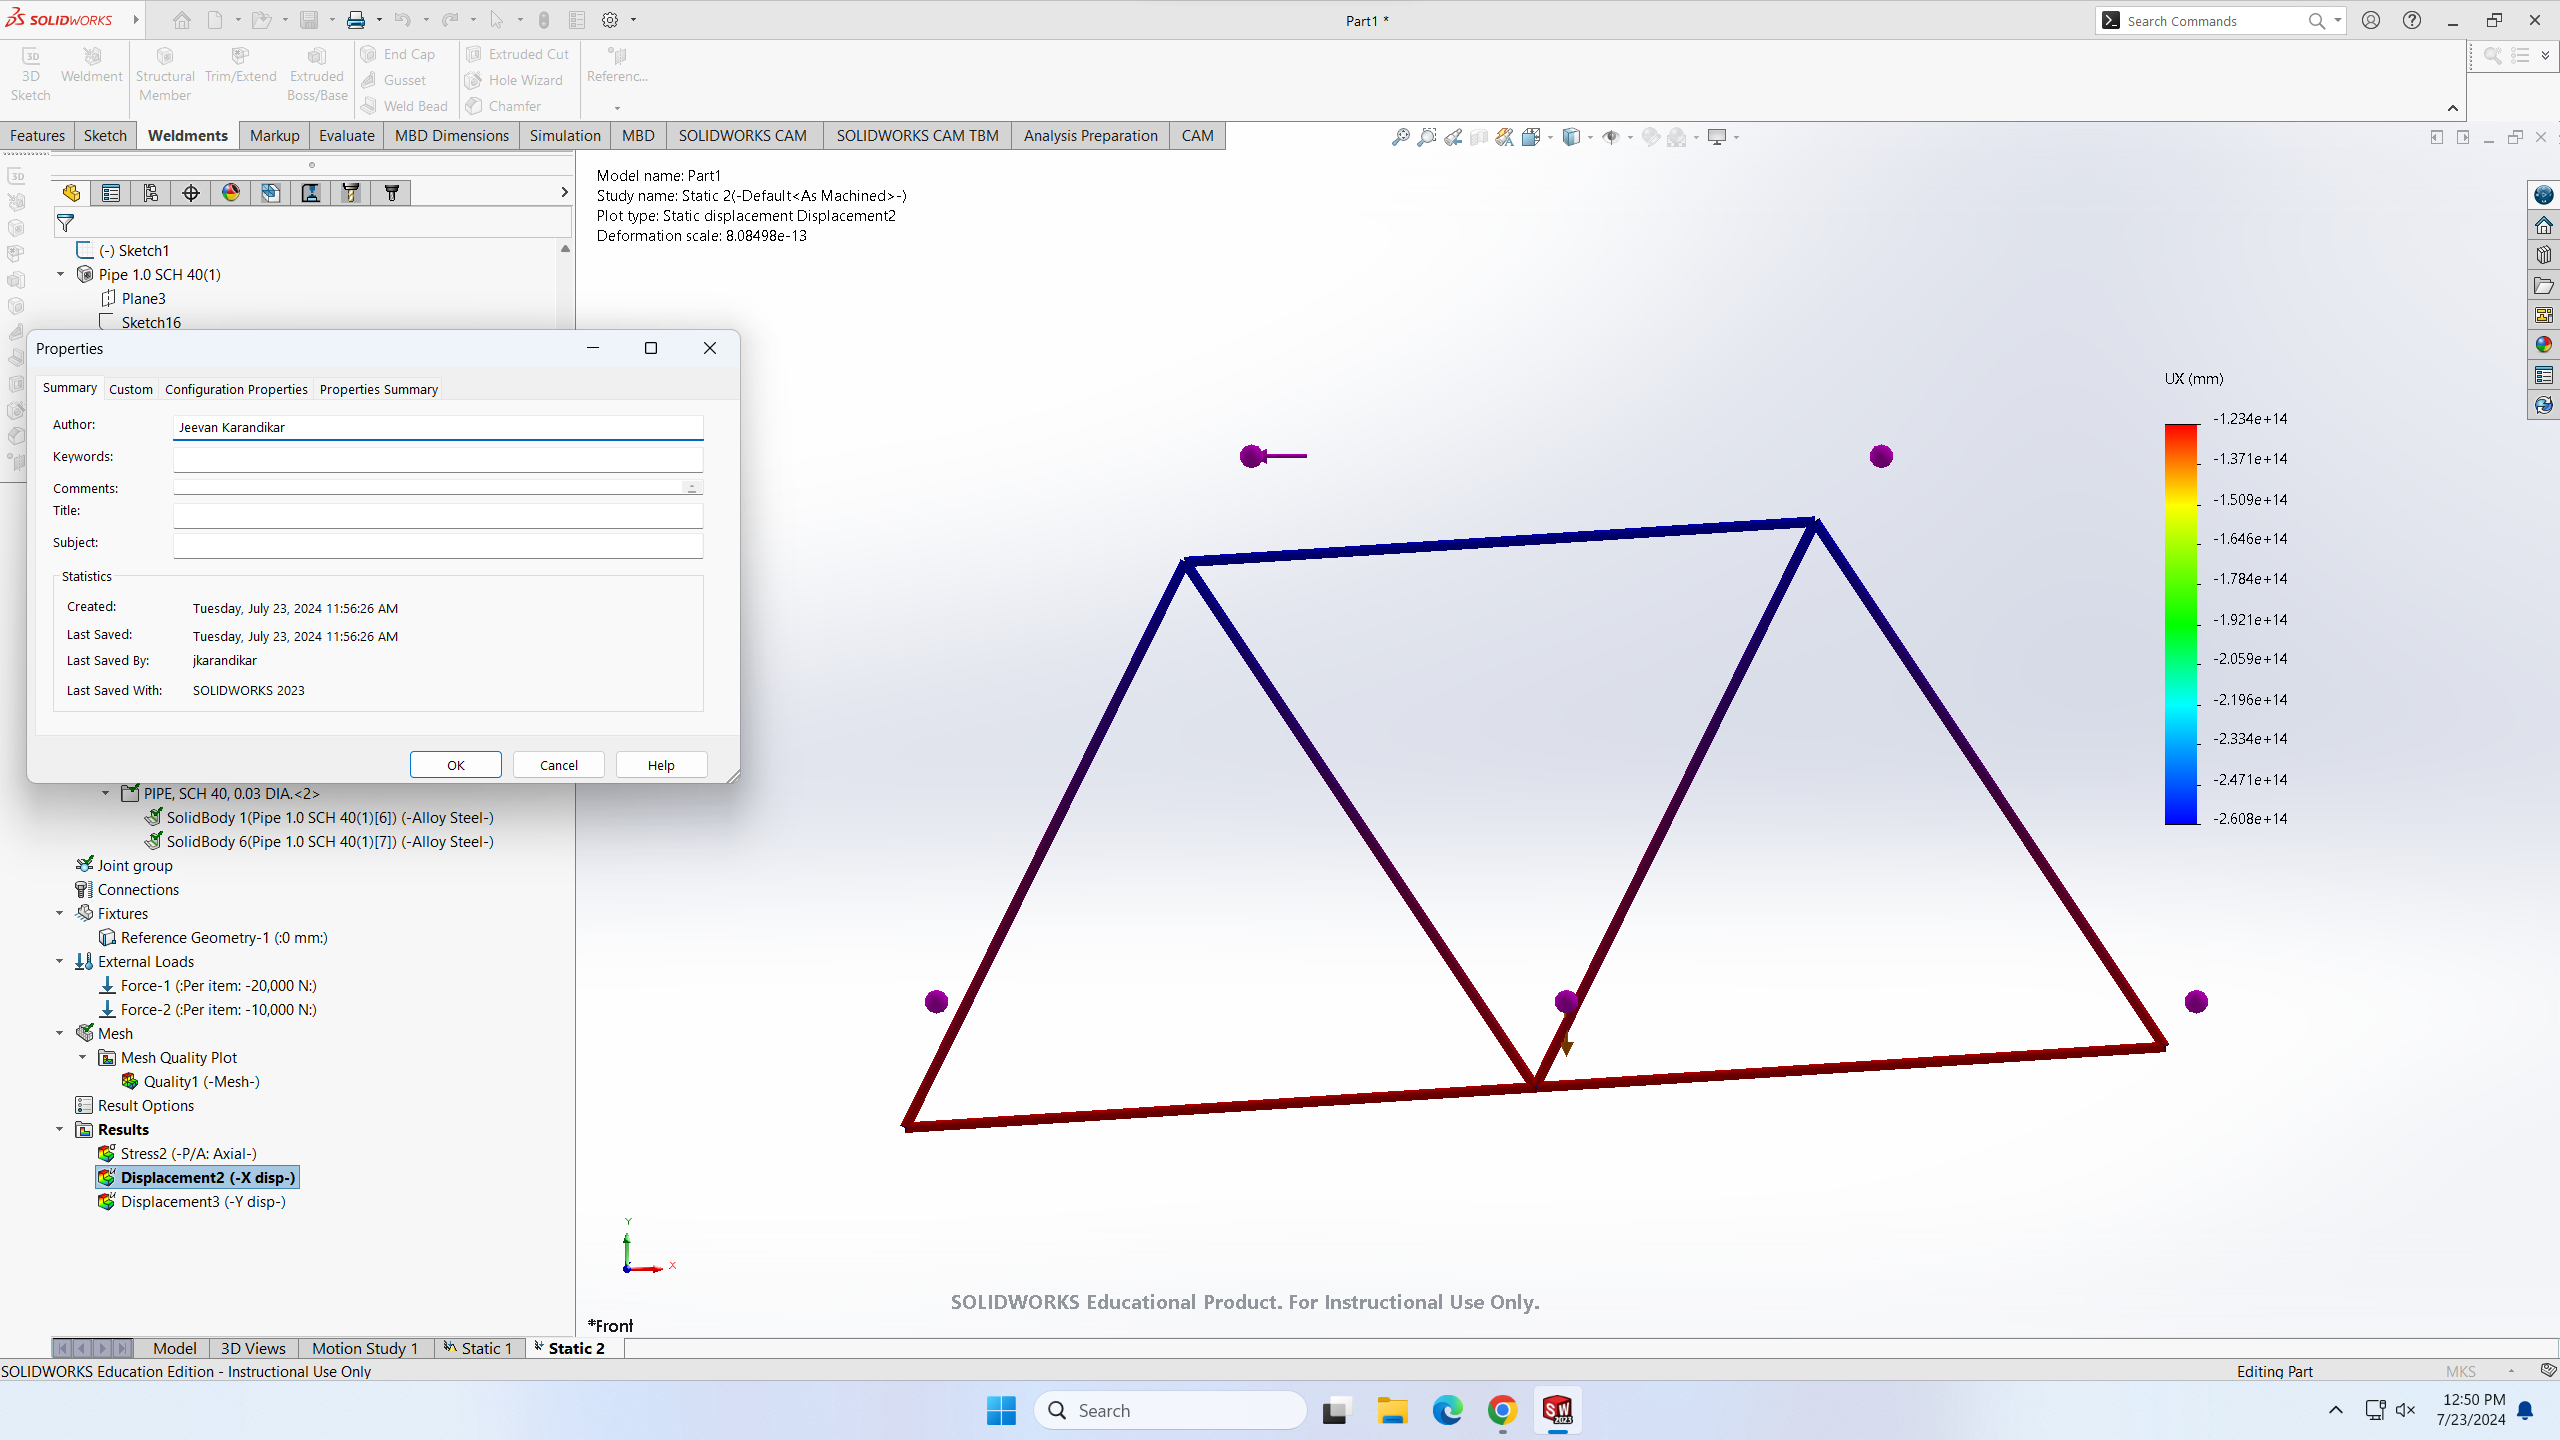 SOLIDWORKS
Part1 *
Search Commands
3D Sketch
Weldment
Structural Member
Trim/Extend
Extruded Boss/Base
End Cap
Gusset
Weld Bead
Extruded Cut
Hole Wizard
Chamfer
Referenc...
Features
Sketch
Weldments
Markup
Evaluate
MBD Dimensions
Simulation
MBD
SOLIDWORKS CAM
SOLIDWORKS CAM TBM
Analysis Preparation
CAM
Model name: Part1
Study name: Static 2(-Default<As Machined>-)
Plot type: Static displacement Displacement2
Deformation scale: 8.08498e-13
(-) Sketch1
Pipe 1.0 SCH 40(1)
Plane3
Sketch16
Properties
Summary
Custom
Configuration Properties
Properties Summary
Author:
Jeevan Karandikar
Keywords:
Comments:
Title:
Subject:
Statistics
Created:
Tuesday, July 23, 2024 11:56:26 AM
Last Saved:
Tuesday, July 23, 2024 11:56:26 AM
Last Saved By:
jkarandikar
Last Saved With:
SOLIDWORKS 2023
OK
Cancel
Help
PIPE, SCH 40, 0.03 DIA.<2>
SolidBody 1(Pipe 1.0 SCH 40(1)[6]) (-Alloy Steel-)
SolidBody 6(Pipe 1.0 SCH 40(1)[7]) (-Alloy Steel-)
Joint group
Connections
Fixtures
Reference Geometry-1 (:0 mm:)
External Loads
Force-1 (:Per item: -20,000 N:)
Force-2 (:Per item: -10,000 N:)
Mesh
Mesh Quality Plot
Quality1 (-Mesh-)
Result Options
Results
Stress2 (-P/A: Axial-)
Displacement2 (-X disp-)
Displacement3 (-Y disp-)
UX (mm)
-1.234e+14
-1.371e+14
-1.509e+14
-1.646e+14
-1.784e+14
-1.921e+14
-2.059e+14
-2.196e+14
-2.334e+14
-2.471e+14
-2.608e+14
Y
X
SOLIDWORKS Educational Product. For Instructional Use Only.
*Front
Model
3D Views
Motion Study 1
Static 1
Static 2
SOLIDWORKS Education Edition - Instructional Use Only
Editing Part
MKS
Search
SW
2023
12:50 PM
7/23/2024